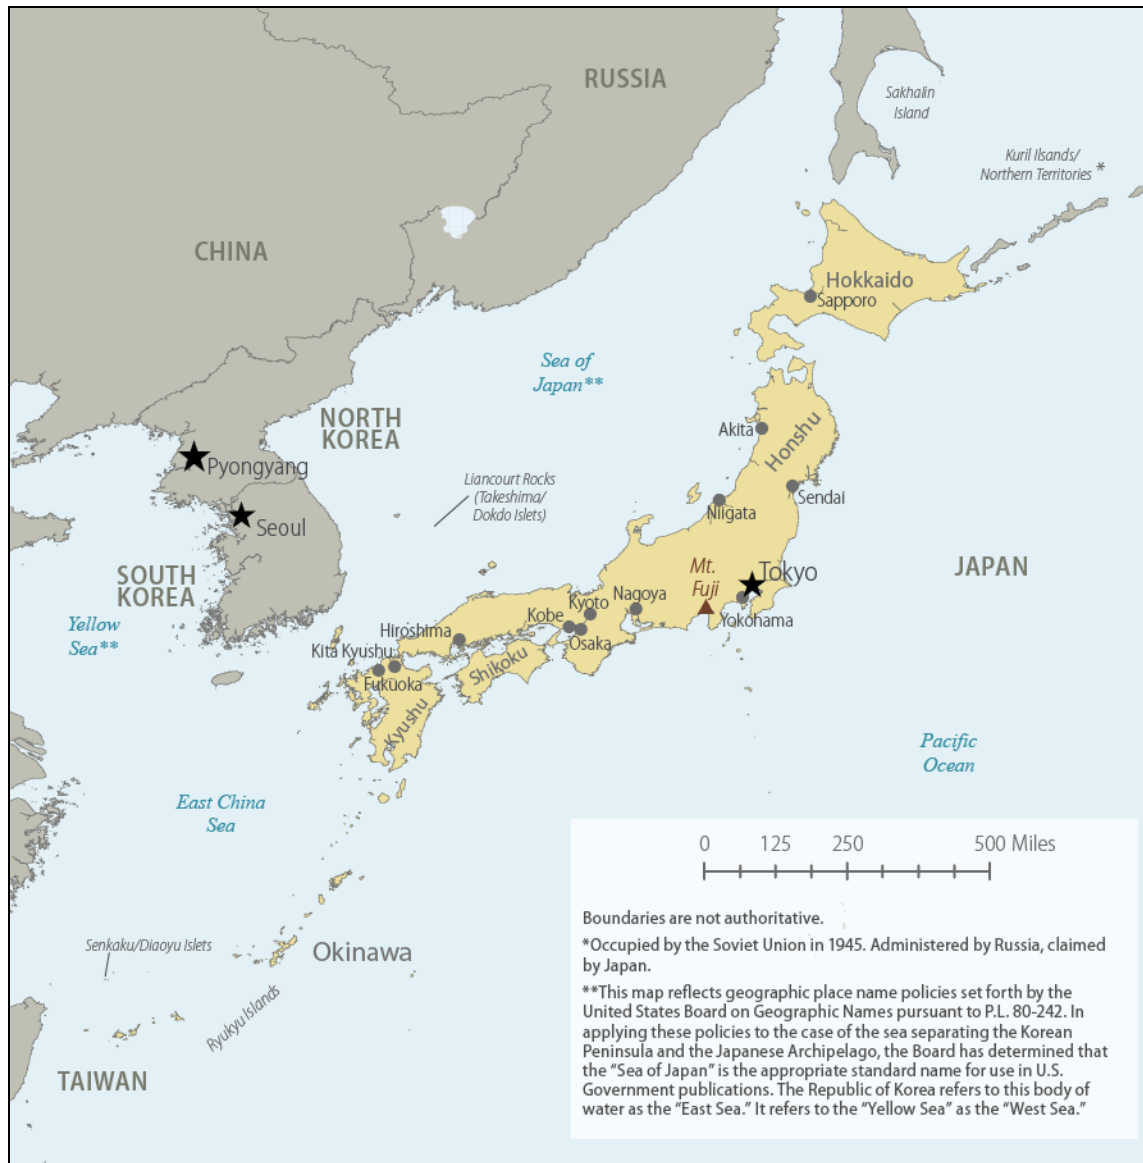 RUSSIA
Sakhalin
Island
Kuril Ilsands/
Northern Territories *
CHINA
Hokkaido
Sapporo
Sea of
Japan**
NORTH
KOREA
Akita
Honshu
Pyongyang
Liancourt Rocks
(Takeshima/
Dokdo Islets)
Sendai
Niigata
Seoul
JAPAN
Mt.
Fuji
Tokyo
SOUTH
KOREA
Nagoya
Kyoto
Kobe
Yokohama
Yellow
Sea**
Hiroshima
Osaka
Kita Kyushu
Shikoku
Fukuoka
Kyushu
Pacific
Ocean
East China
Sea
0 125 250 500 Miles
Boundaries are not authoritative.
*Occupied by the Soviet Union in 1945. Administered by Russia, claimed
by Japan.
**This map reflects geographic place name policies set forth by the
United States Board on Geographic Names pursuant to P.L. 80-242. In
applying these policies to the case of the sea separating the Korean
Peninsula and the Japanese Archipelago, the Board has determined that
the “Sea of Japan” is the appropriate standard name for use in U.S.
Government publications. The Republic of Korea refers to this body of
water as the “East Sea.” It refers to the “Yellow Sea” as the “West Sea.”
Senkaku/Diaoyu Islets
Okinawa
Ryukyu Islands
TAIWAN